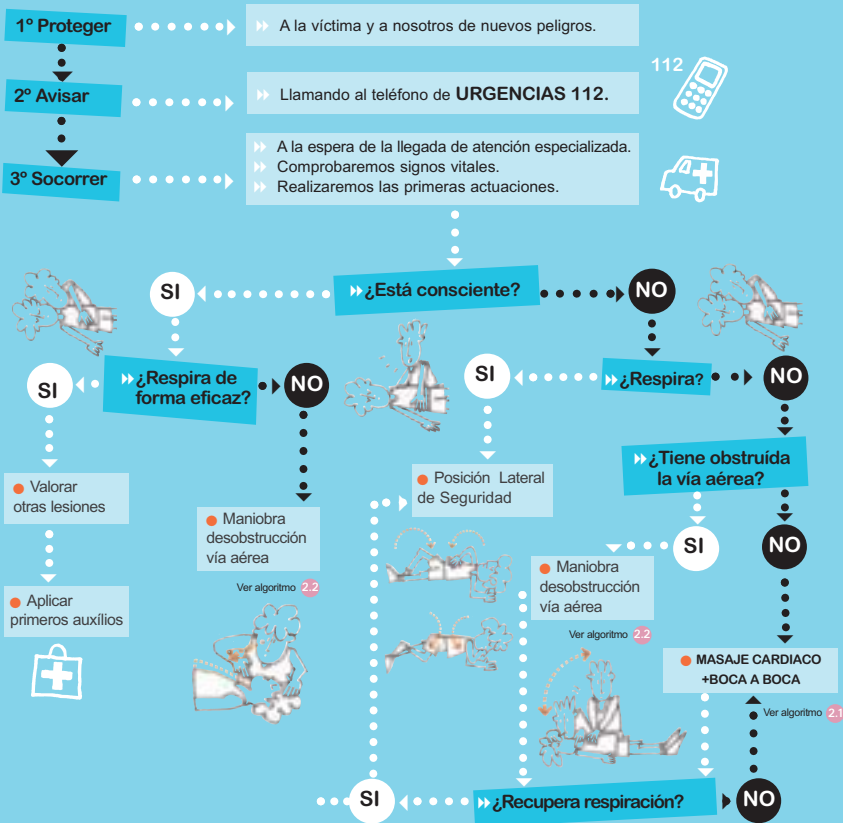 1º Proteger
A la víctima y a nosotros de nuevos peligros.
112
2º Avisar
Llamando al teléfono de URGENCIAS 112.
3º Socorrer
A la espera de la llegada de atención especializada.
Comprobaremos signos vitales.
Realizaremos las primeras actuaciones.
SI
¿Está consciente?
NO
SI
¿Respira de
forma eficaz?
NO
SI
¿Respira?
NO
¿Tiene obstruída
la vía aérea?
Valorar
otras lesiones
Maniobra
desobstrucción
vía aérea
Ver algoritmo 2.2
Posición Lateral
de Seguridad
SI
NO
Aplicar
primeros auxílios
Maniobra
desobstrucción
vía aérea
Ver algoritmo 2.2
MASAJE CARDIACO
+BOCA A BOCA
Ver algoritmo 2.1
SI
¿Recupera respiración?
NO